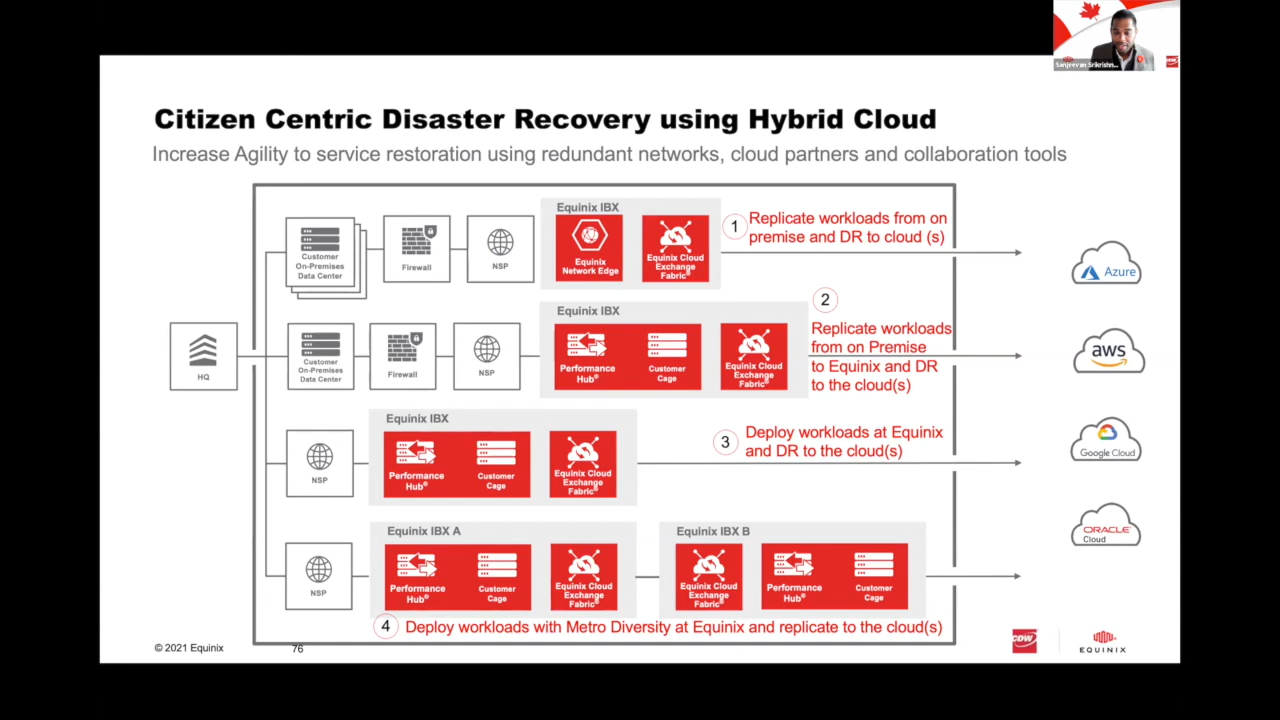 Sanjeevan Srikrishn...
CDW
Citizen Centric Disaster Recovery using Hybrid Cloud
Increase Agility to service restoration using redundant networks, cloud partners and collaboration tools
HQ
Customer
On-Premises
Data Center
Firewall
NSP
Equinix IBX
Equinix
Network Edge
Equinix Cloud
Exchange
Fabric®
1
Replicate workloads from on
premise and DR to cloud (s)
Azure
Customer
On-Premises
Data Center
Firewall
NSP
Equinix IBX
Performance
Hub®
Customer
Cage
Equinix Cloud
Exchange
Fabric®
2
Replicate workloads
from on Premise
to Equinix and DR
to the cloud(s)
aws
NSP
Equinix IBX
Performance
Hub®
Customer
Cage
Equinix Cloud
Exchange
Fabric®
3
Deploy workloads at Equinix
and DR to the cloud(s)
Google Cloud
NSP
Equinix IBX A
Performance
Hub®
Customer
Cage
Equinix Cloud
Exchange
Fabric®
Equinix IBX B
Equinix Cloud
Exchange
Fabric®
Performance
Hub®
Customer
Cage
ORACLE
Cloud
4
Deploy workloads with Metro Diversity at Equinix and replicate to the cloud(s)
© 2021 Equinix
76
CDW
EQUINIX